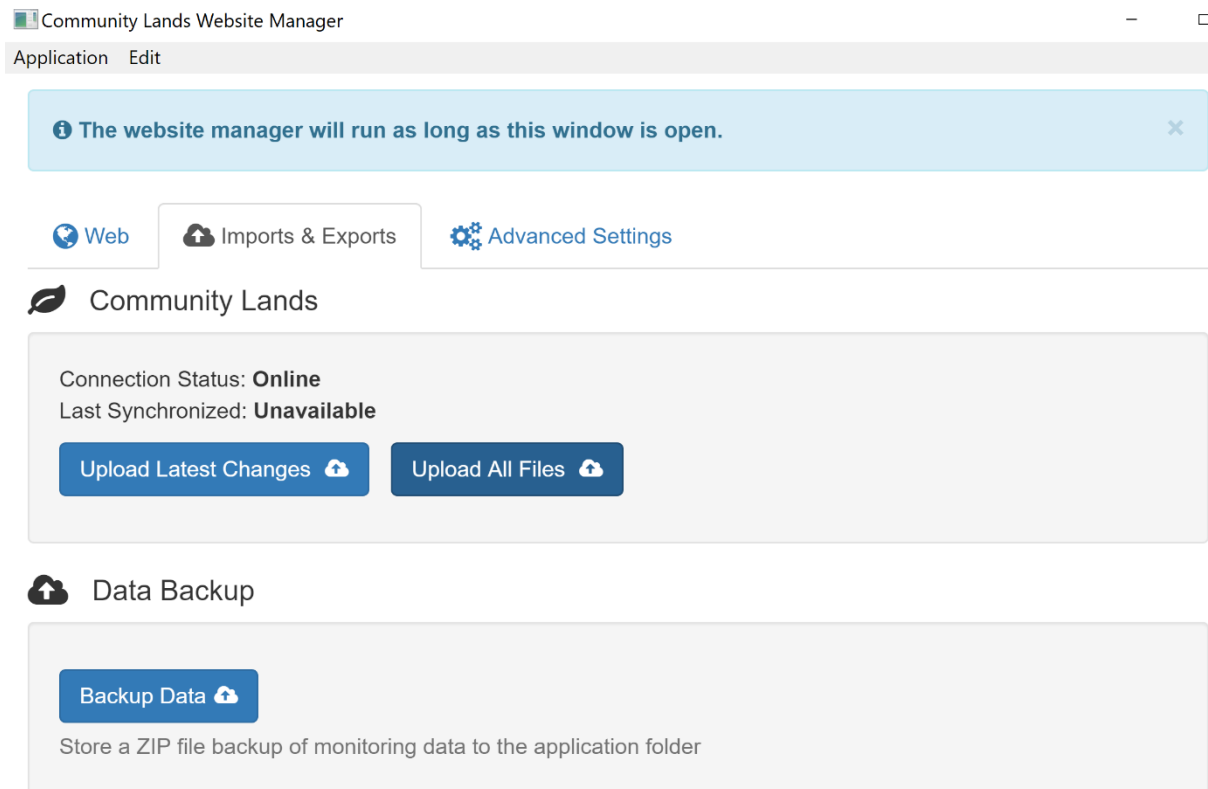 Community Lands Website Manager
Application Edit
The website manager will run as long as this window is open.
Web Imports & Exports Advanced Settings
Community Lands
Connection Status: Online
Last Synchronized: Unavailable
Upload Latest Changes Upload All Files
Data Backup
Backup Data
Store a ZIP file backup of monitoring data to the application folder